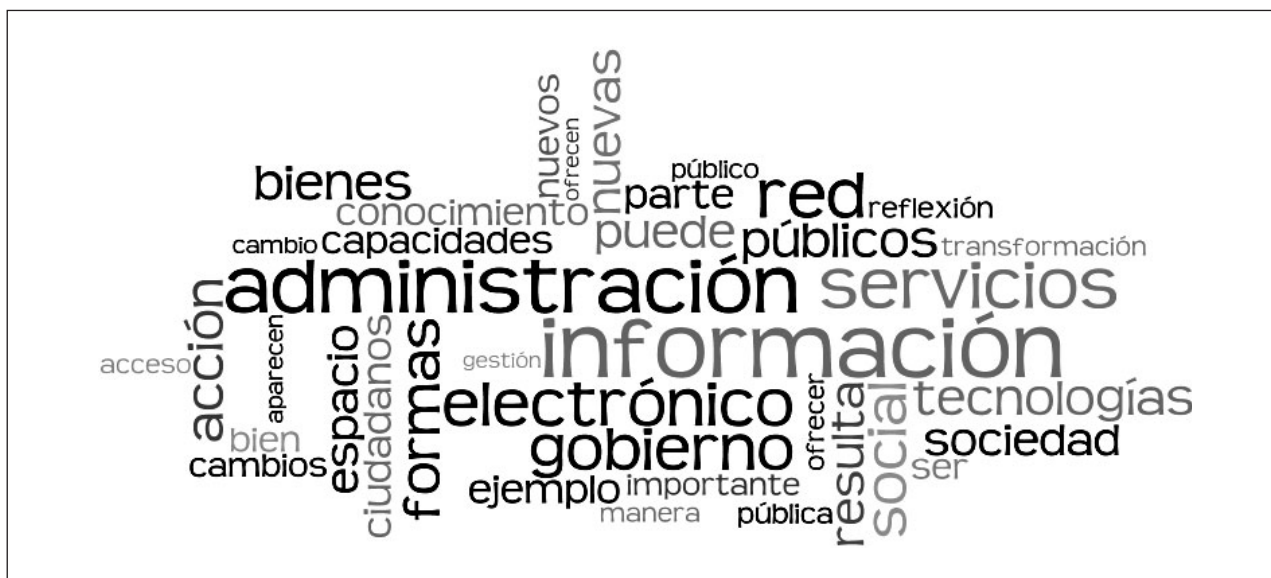 nuevos
ofrecen
nuevas
público
bienes
parte
red
reflexión
conocimiento
puede
públicos
transformación
cambio
capacidades
administración
servicios
acción
información
acceso
aparecen
espacio
ciudadanos
formas
gestión
electrónico
ofrecer
resulta
social
tecnologías
bien
gobierno
sociedad
cambios
ser
ejemplo
importante
manera
pública